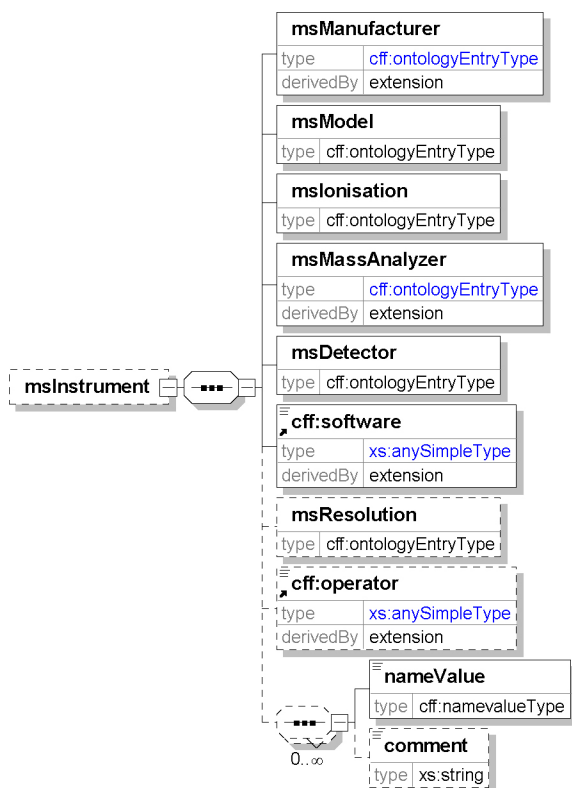 msManufacturer
type cff:ontologyEntryType
derivedBy extension
msModel
type cff:ontologyEntryType
msIonisation
type cff:ontologyEntryType
msMassAnalyzer
type cff:ontologyEntryType
derivedBy extension
msInstrument
msDetector
type cff:ontologyEntryType
cff:software
type xs:anySimpleType
derivedBy extension
msResolution
type cff:ontologyEntryType
cff:operator
type xs:anySimpleType
derivedBy extension
0..∞
nameValue
type cff:namevalueType
comment
type xs:string